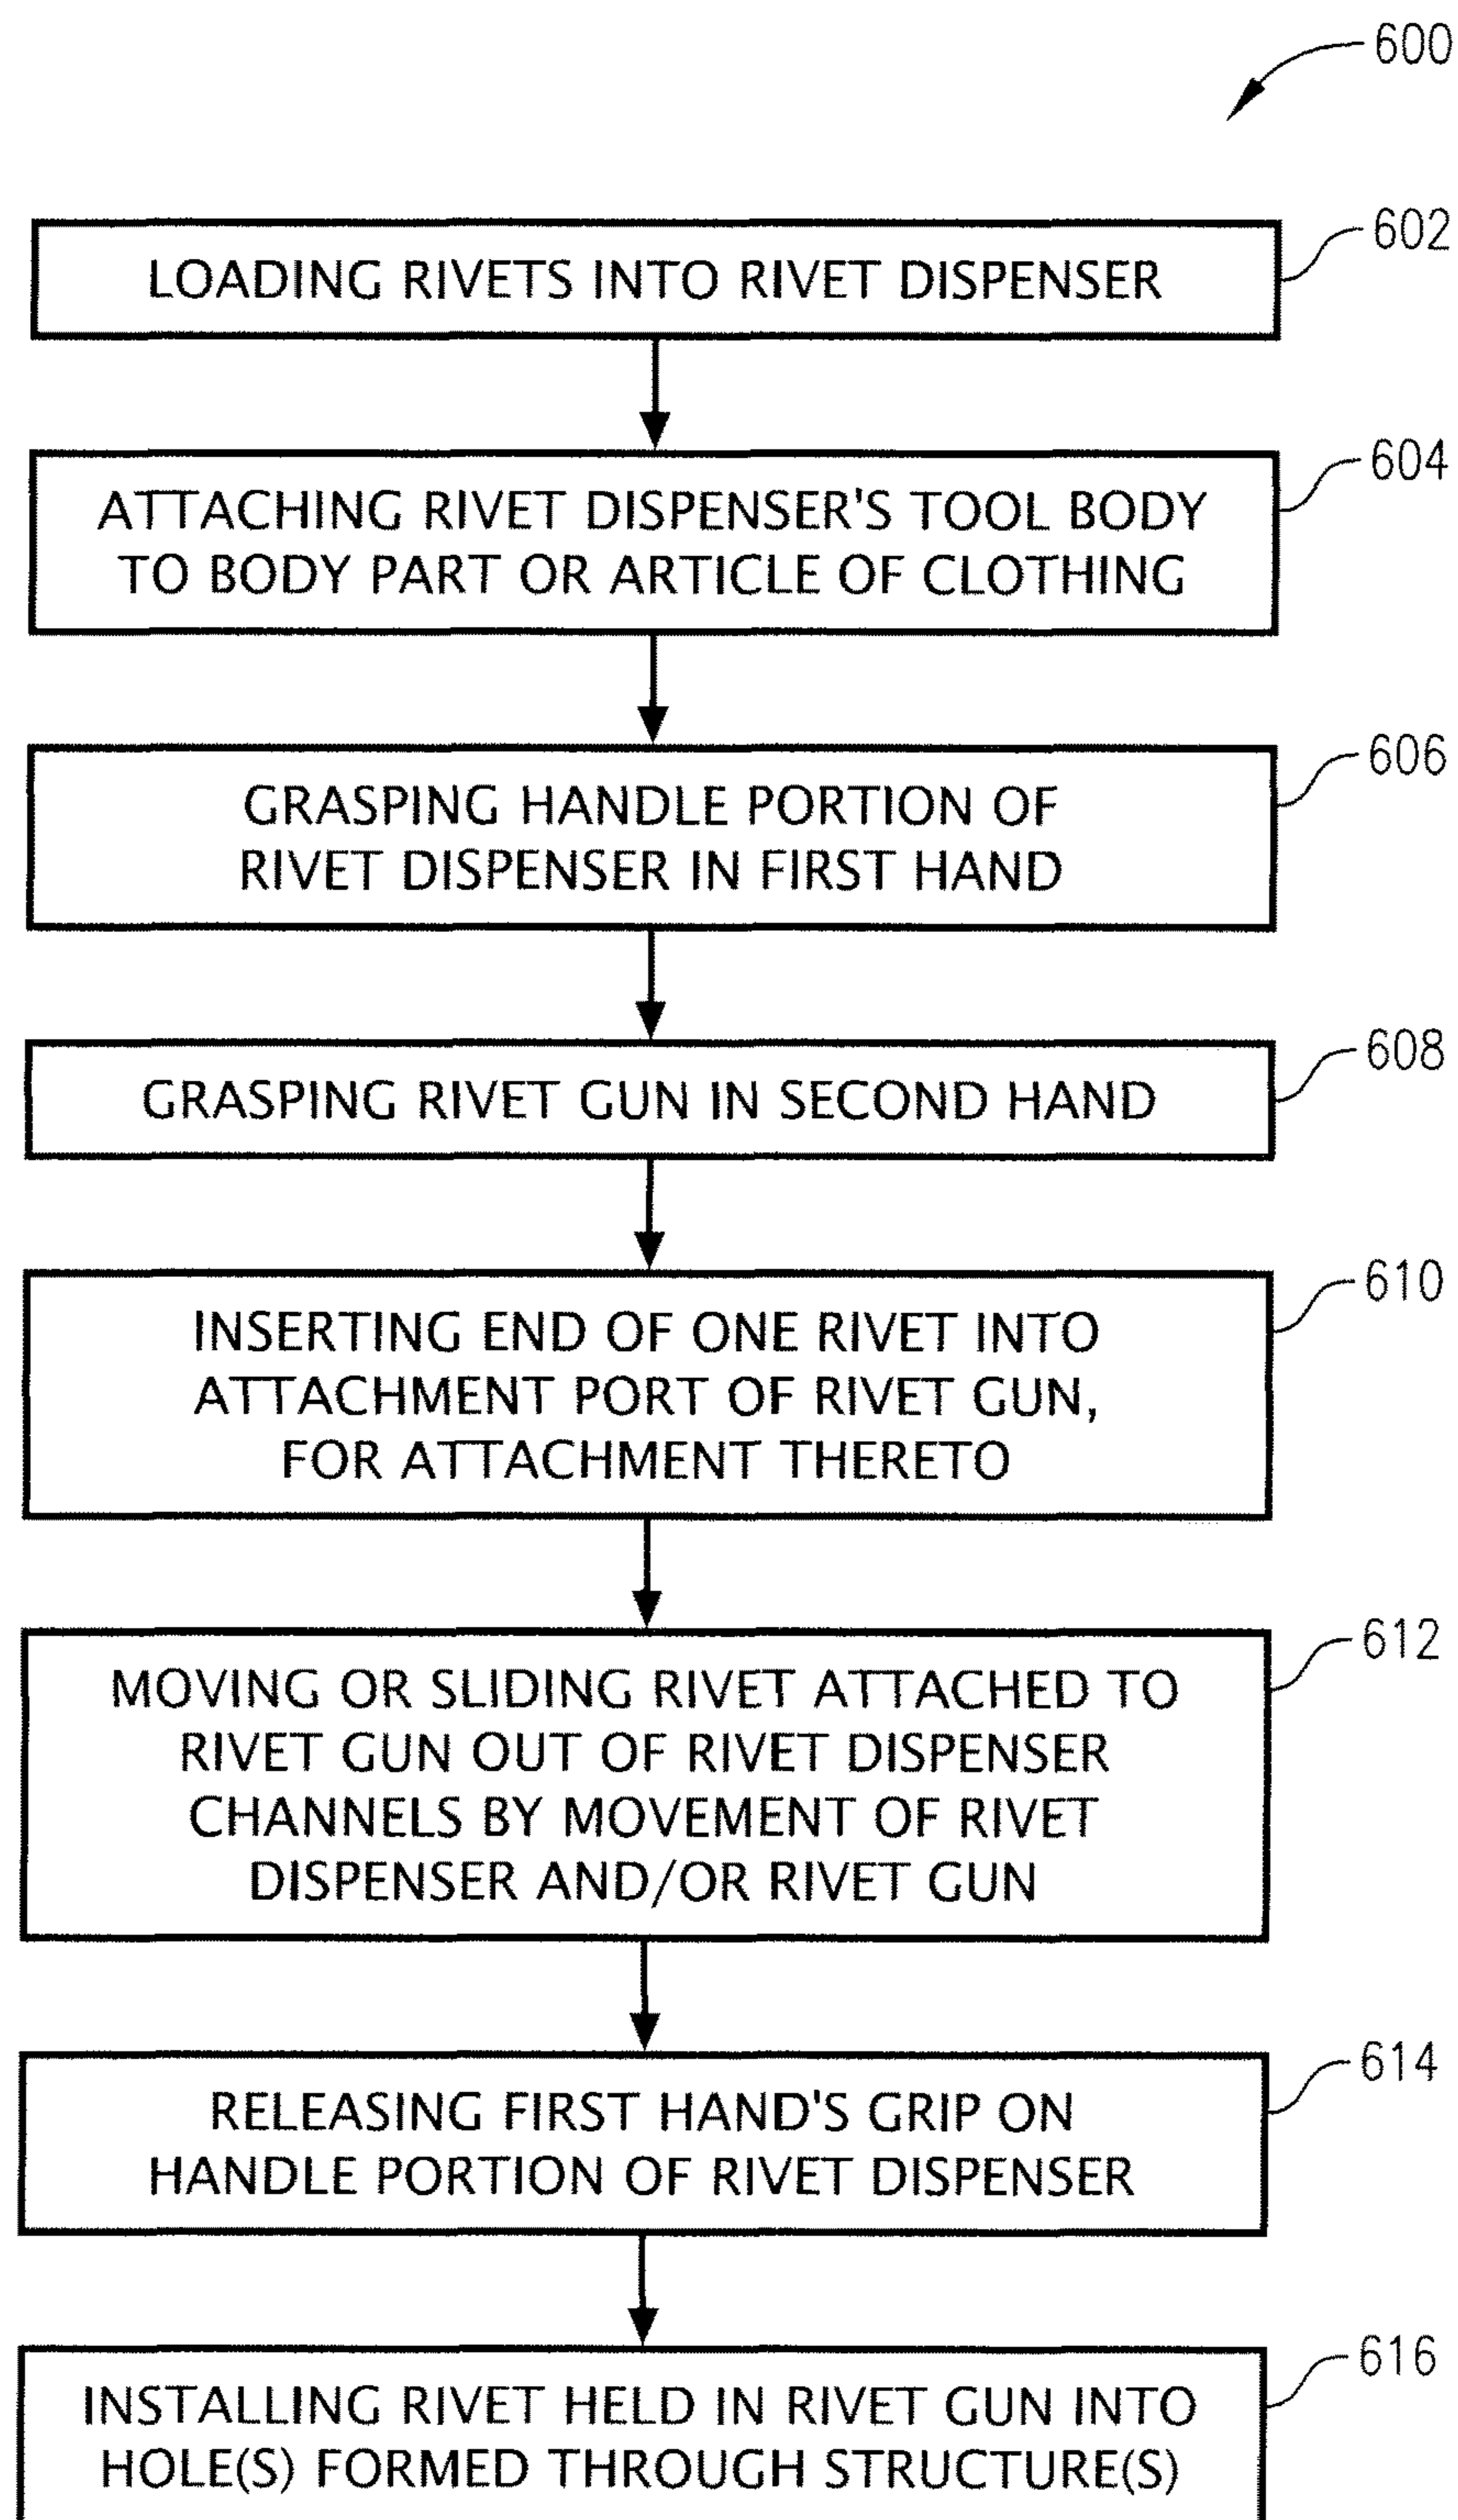 600
LOADING RIVETS INTO RIVET DISPENSER
602
ATTACHING RIVET DISPENSER'S TOOL BODY
TO BODY PART OR ARTICLE OF CLOTHING
604
GRASPING HANDLE PORTION OF
RIVET DISPENSER IN FIRST HAND
606
GRASPING RIVET GUN IN SECOND HAND
608
INSERTING END OF ONE RIVET INTO
ATTACHMENT PORT OF RIVET GUN,
FOR ATTACHMENT THERETO
610
MOVING OR SLIDING RIVET ATTACHED TO
RIVET GUN OUT OF RIVET DISPENSER
CHANNELS BY MOVEMENT OF RIVET
DISPENSER AND/OR RIVET GUN
612
RELEASING FIRST HAND'S GRIP ON
HANDLE PORTION OF RIVET DISPENSER
614
INSTALLING RIVET HELD IN RIVET GUN INTO
HOLE(S) FORMED THROUGH STRUCTURE(S)
616